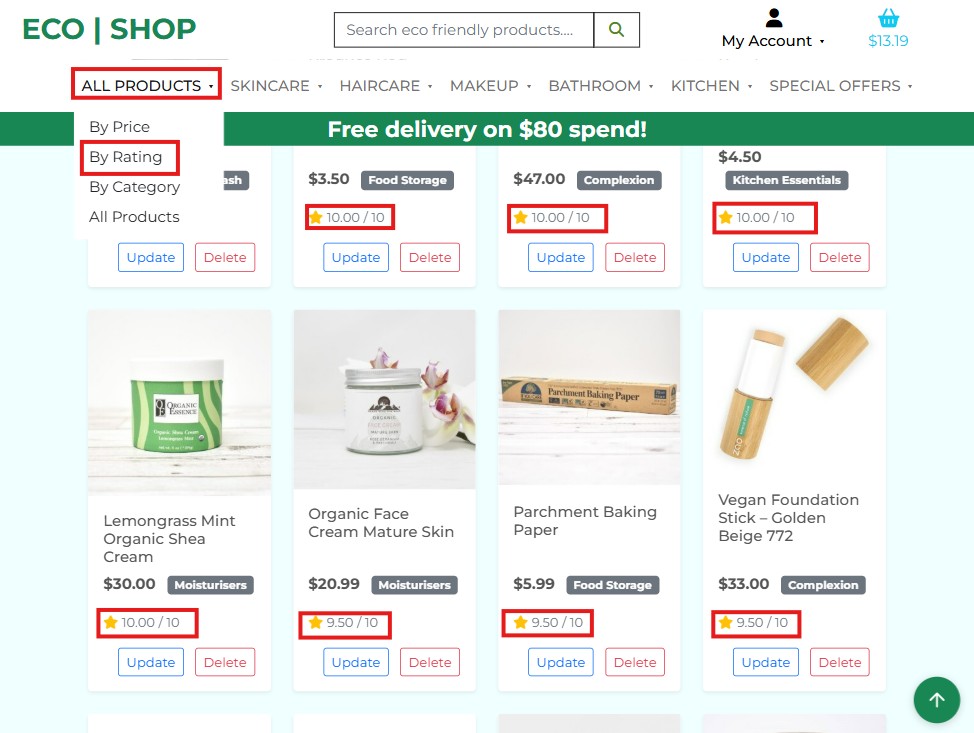 ECO | SHOP
Search eco friendly products....
My Account
$13.19
ALL PRODUCTS
SKINCARE
HAIRCARE
MAKEUP
BATHROOM
KITCHEN
SPECIAL OFFERS
Free delivery on $80 spend!
By Price
By Rating
By Category
All Products
$3.50 Food Storage
10.00 / 10
Update Delete
$47.00 Complexion
10.00 / 10
Update Delete
$4.50
Kitchen Essentials
10.00 / 10
Update Delete
Update Delete
ORGANIC
ESSENCE
Organic Shea Cream
Lemongrass Mint
Lemongrass Mint
Organic Shea
Cream
$30.00 Moisturisers
10.00 / 10
Update Delete
ORGANIC
FACE CREAM
Organic Face
Cream Mature Skin
$20.99 Moisturisers
9.50 / 10
Update Delete
IF YOU CARE
Parchment Baking Paper
Parchment Baking
Paper
$5.99 Food Storage
9.50 / 10
Update Delete
zao
Vegan Foundation
Stick – Golden
Beige 772
$33.00 Complexion
9.50 / 10
Update Delete